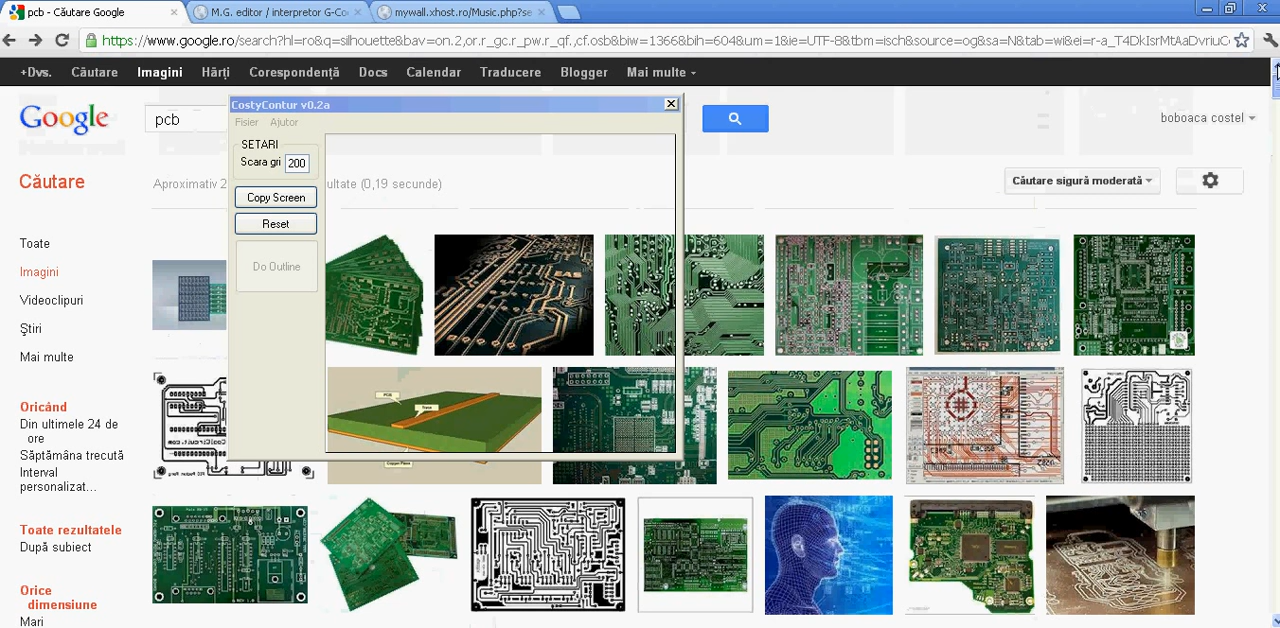 pcb - Căutare Google
M.G. editor / interpretor G-Co
mywall.xhost.ro/Music.php?se
https://www.google.ro/search?hl=ro&q=silhouette&bav=on.2,or.r_gc.r_pw.r_qf.,cf.osb&biw=1366&bih=604&um=1&ie=UTF-8&tbm=isch&source=og&sa=N&tab=wi&ei=r-a_T4DkIsrMtAaDvriuC
+Dvs. Căutare Imagini Hărți Corespondență Docs Calendar Traducere Blogger Mai multe
Google
pcb
boboaca costel
CostyContur v0.2a
Fisier Ajutor
SETARI
Scara gri 200
Copy Screen
Reset
Do Outline
Căutare
Aproximativ 2
ultate (0,19 secunde)
Căutare sigură moderată
Toate
Imagini
Videoclipuri
Ştiri
Mai multe
Oricând
Din ultimele 24 de
ore
Săptămâna trecută
Interval
personalizat...
Toate rezultatele
După subiect
Orice
dimensiune
Mari